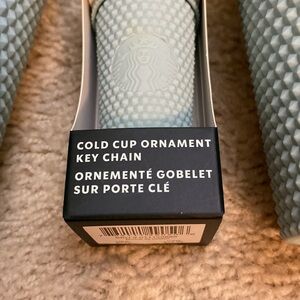 COLD CUP ORNAMENT
KEY CHAIN
ORNEMENTÉ GOBELET
SUR PORTE CLÉ